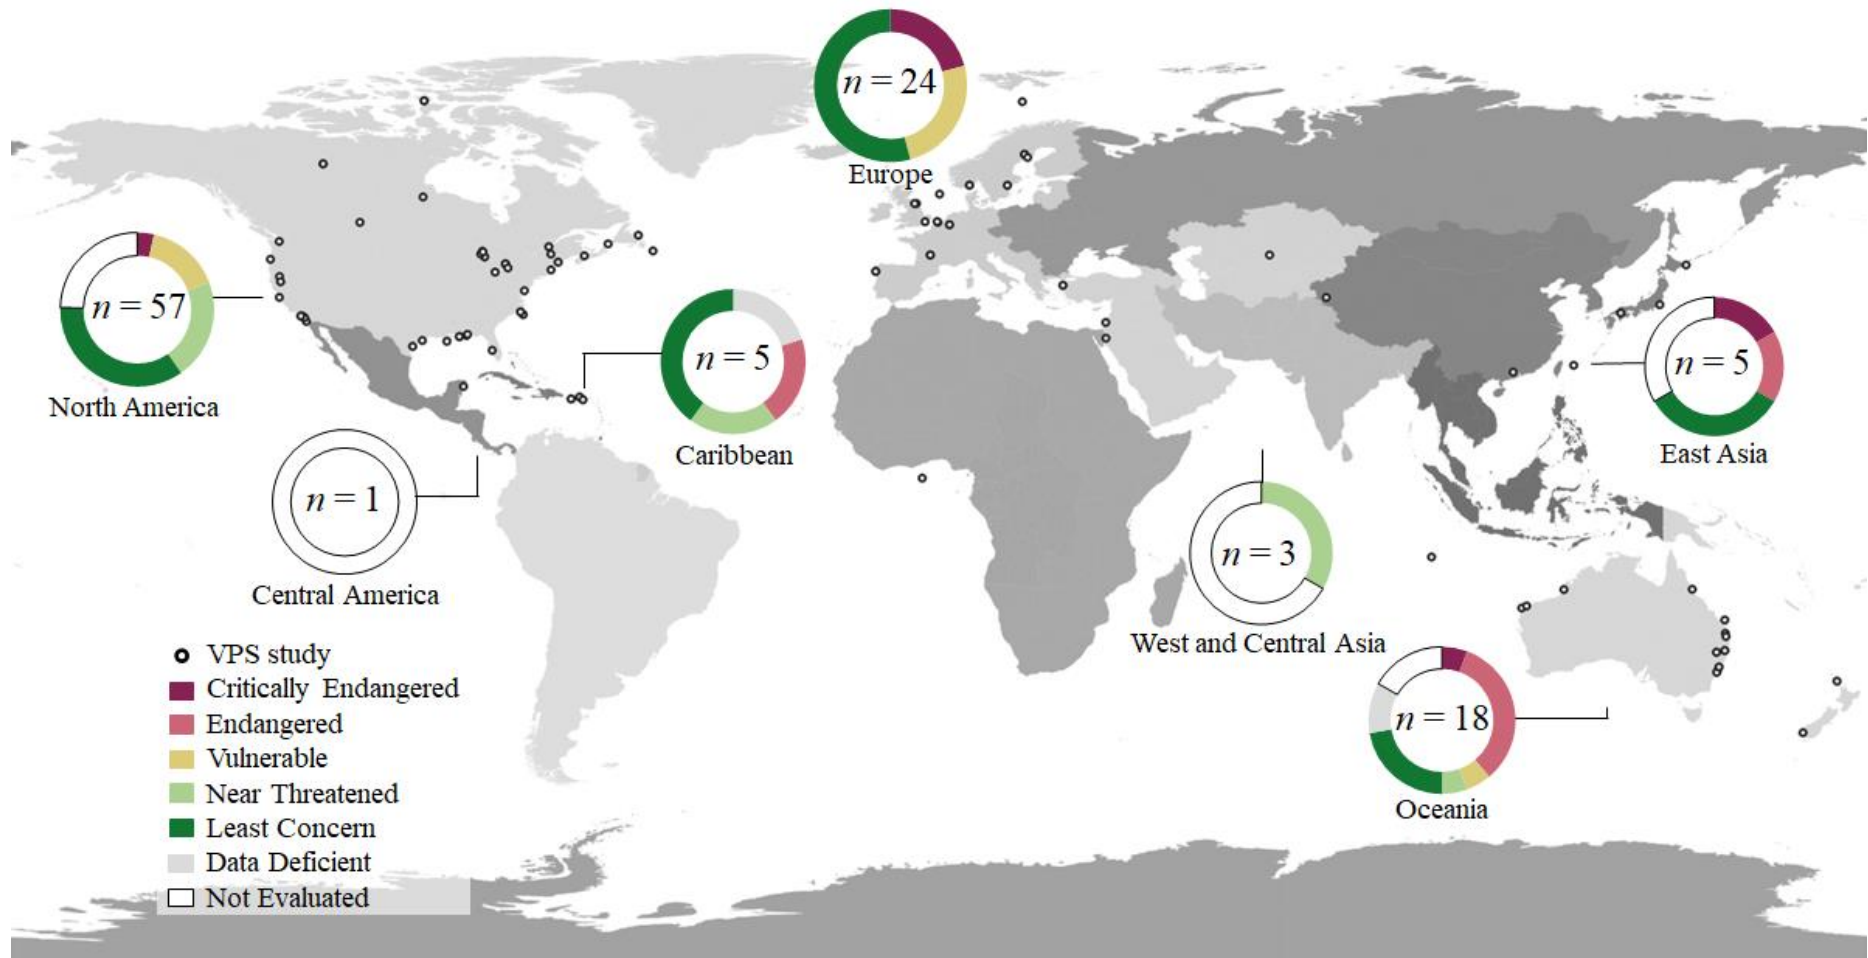 n = 24
Europe
n = 57
North America
n = 5
Caribbean
n = 5
East Asia
n = 1
Central America
n = 3
West and Central Asia
n = 18
Oceania
VPS study
Critically Endangered
Endangered
Vulnerable
Near Threatened
Least Concern
Data Deficient
Not Evaluated